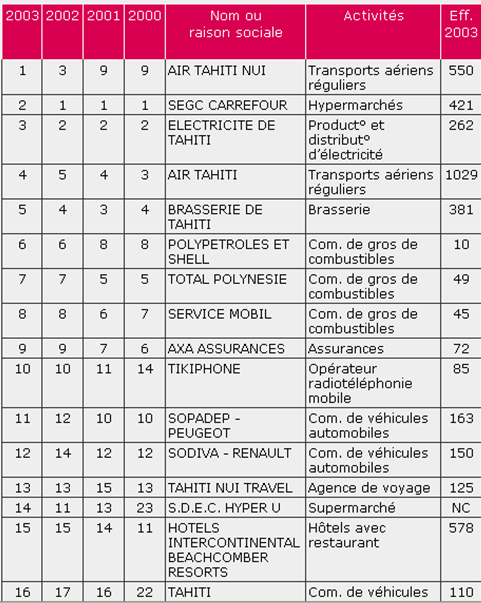 2003 2002 2001 2000 Nom ou raison sociale Activités Eff. 2003
1 3 9 9 AIR TAHITI NUI Transports aériens réguliers 550
2 1 1 1 SEGC CARREFOUR Hypermarchés 421
3 2 2 2 ELECTRICITE DE TAHITI Product° et distribut° d'électricité 262
4 5 4 3 AIR TAHITI Transports aériens réguliers 1029
5 4 3 4 BRASSERIE DE TAHITI Brasserie 381
6 6 8 8 POLYPETROLES ET SHELL Com. de gros de combustibles 10
7 7 5 5 TOTAL POLYNESIE Com. de gros de combustibles 49
8 8 6 7 SERVICE MOBIL Com. de gros de combustibles 45
9 9 7 6 AXA ASSURANCES Assurances 72
10 10 11 14 TIKIPHONE Opérateur radiotéléphonie mobile 85
11 12 10 10 SOPADEP - PEUGEOT Com. de véhicules automobiles 163
12 14 12 12 SODIVA - RENAULT Com. de véhicules automobiles 150
13 13 15 13 TAHITI NUI TRAVEL Agence de voyage 125
14 11 13 23 S.D.E.C. HYPER U Supermarché NC
15 15 14 11 HOTELS INTERCONTINENTAL BEACHCOMBER RESORTS Hôtels avec restaurant 578
16 17 16 22 TAHITI Com. de véhicules 110